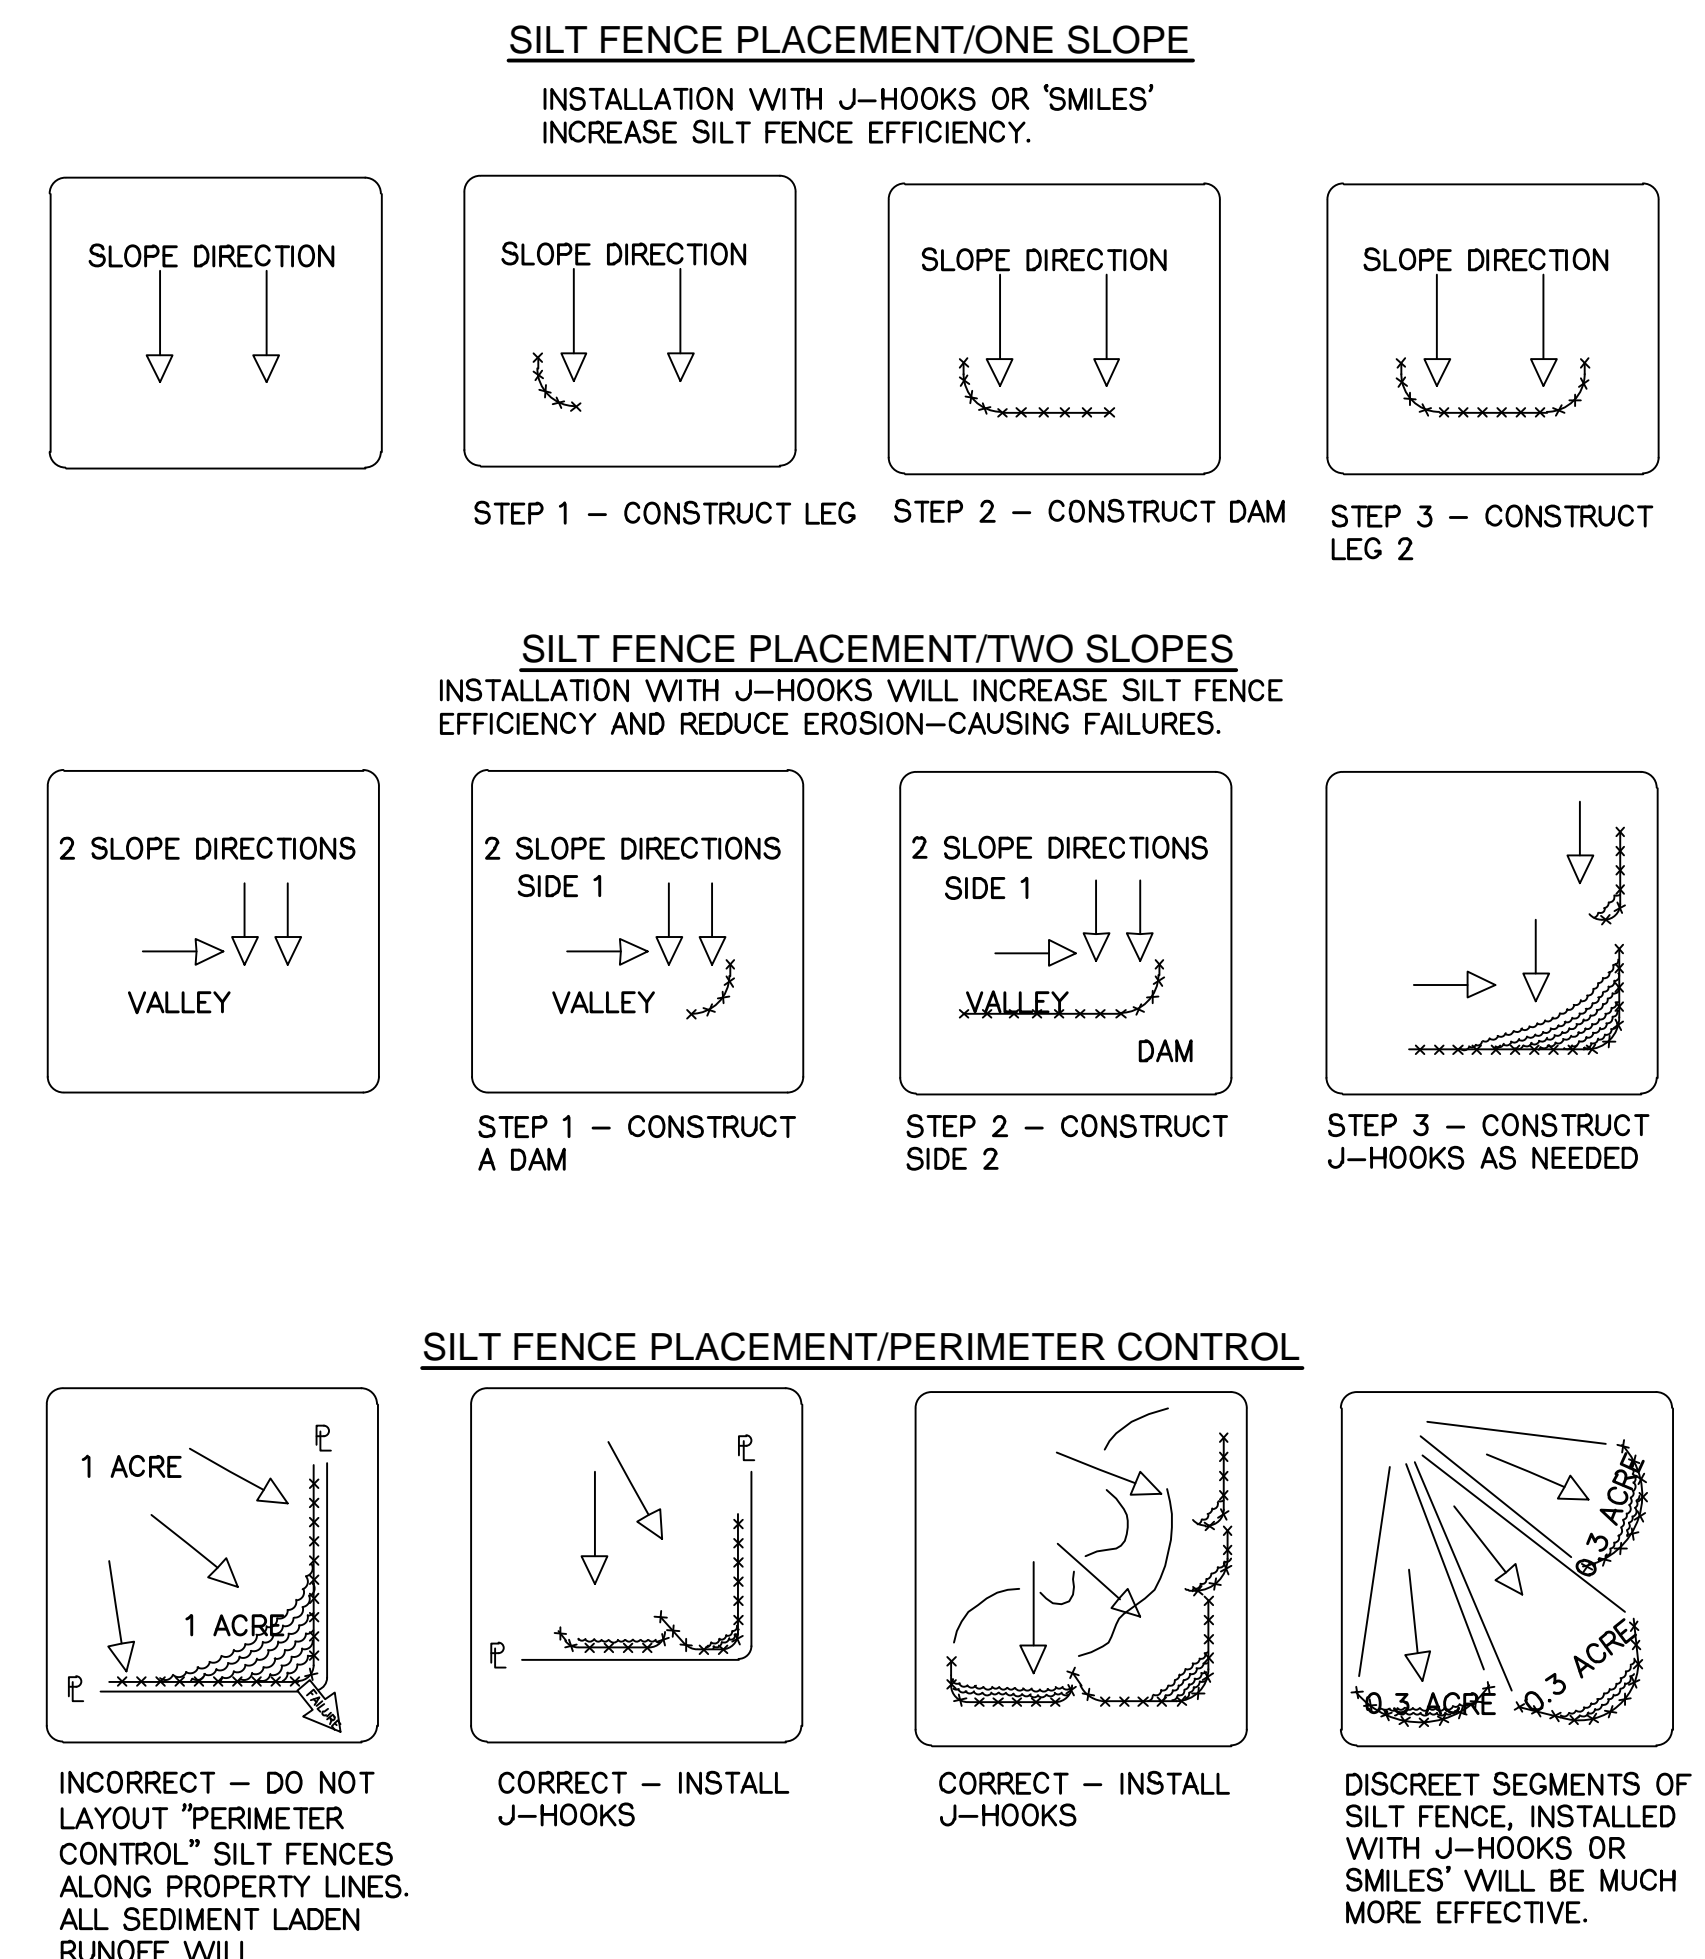 SILT FENCE PLACEMENT/ONE SLOPE
INSTALLATION WITH J-HOOKS OR 'SMILES'
INCREASE SILT FENCE EFFICIENCY.
SLOPE DIRECTION
SLOPE DIRECTION
SLOPE DIRECTION
SLOPE DIRECTION
STEP 1 - CONSTRUCT LEG
STEP 2 - CONSTRUCT DAM
STEP 3 - CONSTRUCT
LEG 2
SILT FENCE PLACEMENT/TWO SLOPES
INSTALLATION WITH J-HOOKS WILL INCREASE SILT FENCE
EFFICIENCY AND REDUCE EROSION-CAUSING FAILURES.
2 SLOPE DIRECTIONS
VALLEY
2 SLOPE DIRECTIONS
SIDE 1
VALLEY
2 SLOPE DIRECTIONS
SIDE 1
VALLEY
DAM
STEP 1 - CONSTRUCT
A DAM
STEP 2 - CONSTRUCT
SIDE 2
STEP 3 - CONSTRUCT
J-HOOKS AS NEEDED
SILT FENCE PLACEMENT/PERIMETER CONTROL
PL
1 ACRE
1 ACRE
PL
FAILURE
PL
PL
0.3 ACRE
0.3 ACRE
0.3 ACRE
INCORRECT - DO NOT
LAYOUT "PERIMETER
CONTROL" SILT FENCES
ALONG PROPERTY LINES.
ALL SEDIMENT LADEN
RUNOFF WILL
CORRECT - INSTALL
J-HOOKS
CORRECT - INSTALL
J-HOOKS
DISCREET SEGMENTS OF
SILT FENCE, INSTALLED
WITH J-HOOKS OR
SMILES' WILL BE MUCH
MORE EFFECTIVE.